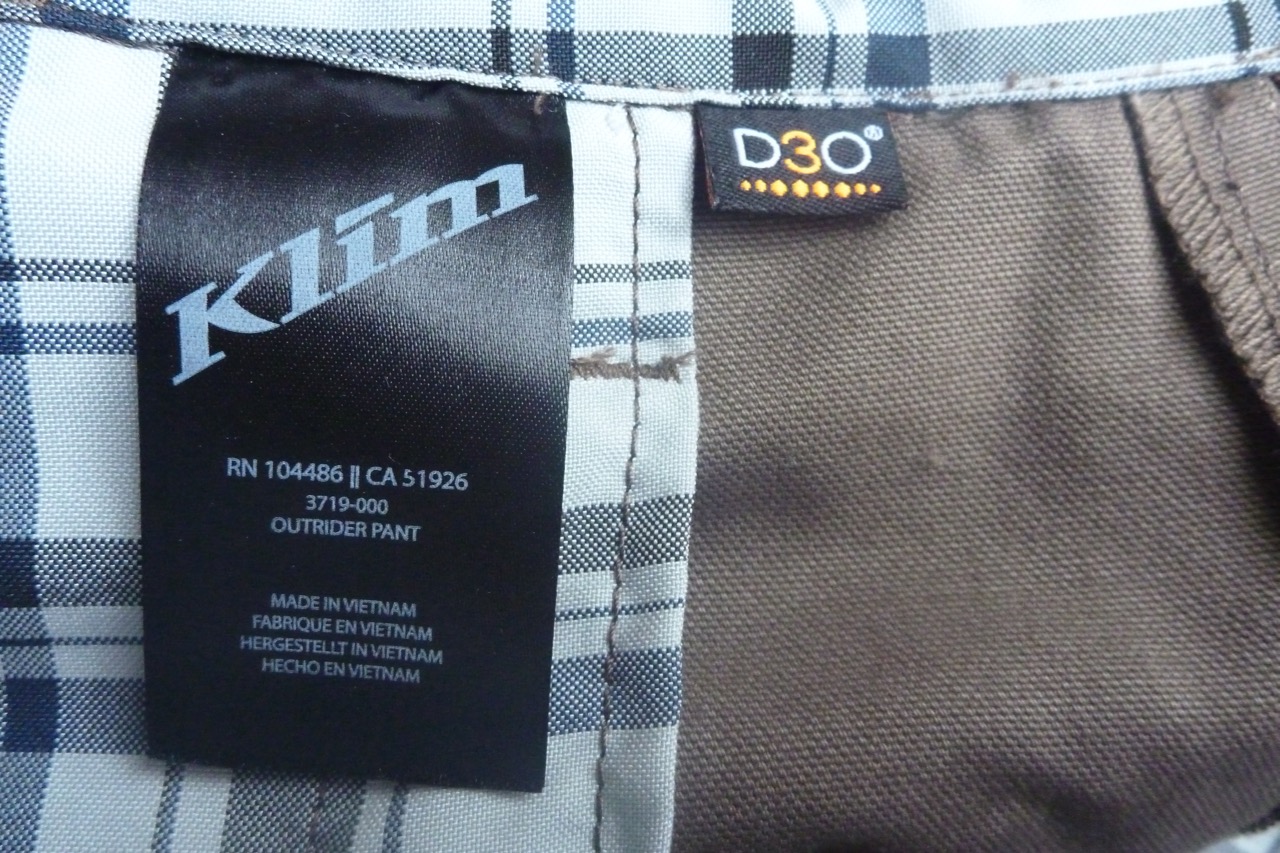 Klim
RN 104486 || CA 51926
3719-000
OUTRIDER PANT
MADE IN VIETNAM
FABRIQUE EN VIETNAM
HERGESTELLT IN VIETNAM
HECHO EN VIETNAM
D3O®